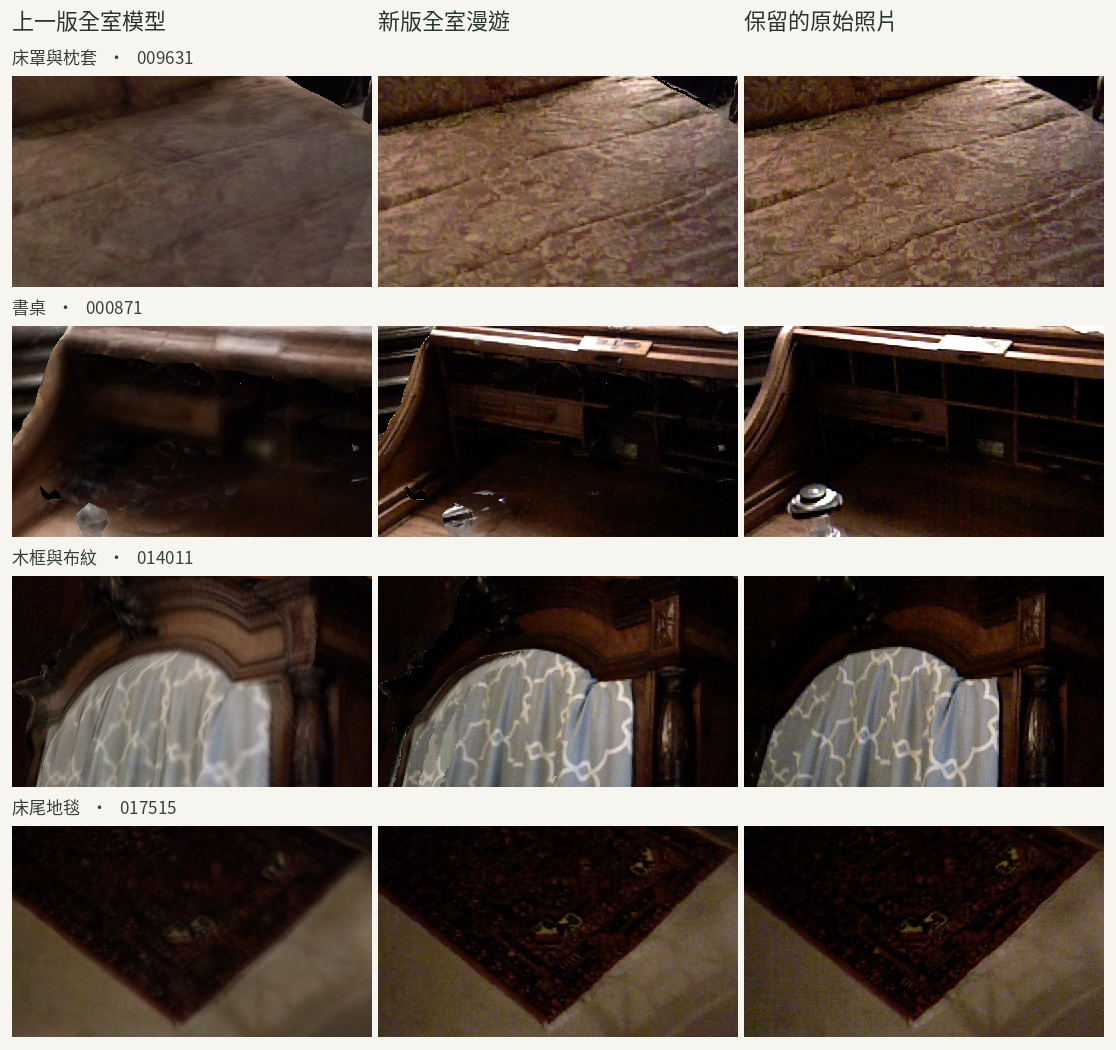 上一版全室模型 新版全室漫遊 保留的原始照片
床罩與枕套 · 009631
書桌 · 000871
木框與布紋 · 014011
床尾地毯 · 017515